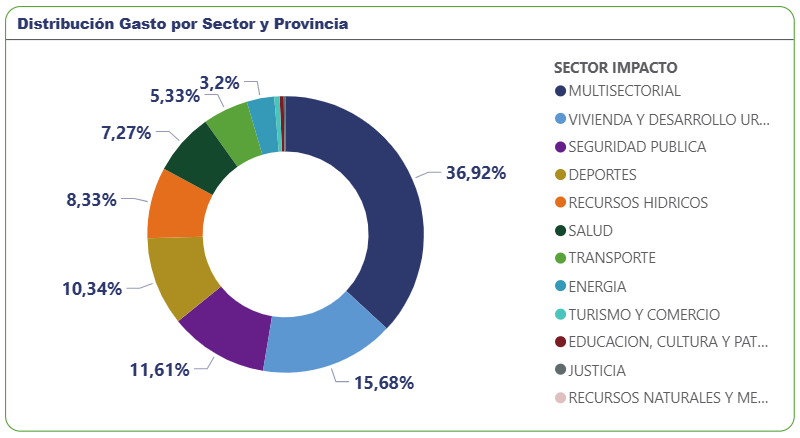 Distribución Gasto por Sector y Provincia
3,2%
5,33%
7,27%
8,33%
10,34%
11,61%
15,68%
36,92%
SECTOR IMPACTO
MULTISECTORIAL
VIVIENDA Y DESARROLLO UR...
SEGURIDAD PUBLICA
DEPORTES
RECURSOS HIDRICOS
SALUD
TRANSPORTE
ENERGIA
TURISMO Y COMERCIO
EDUCACION, CULTURA Y PAT...
JUSTICIA
RECURSOS NATURALES Y ME...